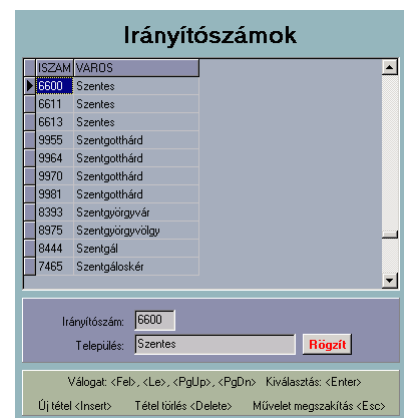 Irányítószámok
ISZAM VAROS
6600 Szentes
6611 Szentes
6613 Szentes
9955 Szentgotthárd
9964 Szentgotthárd
9970 Szentgotthárd
9981 Szentgotthárd
8393 Szentgyörgyvár
8975 Szentgyörgyvölgy
8444 Szentgál
7465 Szentgáloskér
Irányítószám: 6600
Település: Szentes Rögzít
Válogat: <Fel>, <Le>, <PgUp>, <PgDn> Kiválasztás: <Enter>
Új tétel <Insert> Tétel törlés <Delete> Művelet megszakítás <Esc>